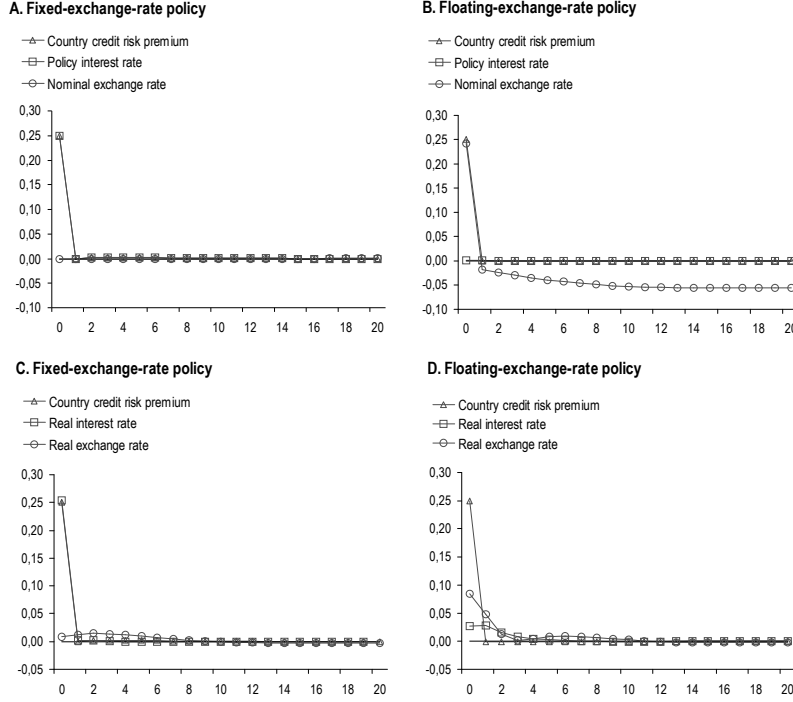 A. Fixed-exchange-rate policy
Country credit risk premium
Policy interest rate
Nominal exchange rate
0,30
0,25
0,20
0,15
0,10
0,05
0,00
-0,05
-0,10
0 2 4 6 8 10 12 14 16 18 20
B. Floating-exchange-rate policy
Country credit risk premium
Policy interest rate
Nominal exchange rate
0,30
0,25
0,20
0,15
0,10
0,05
0,00
-0,05
-0,10
0 2 4 6 8 10 12 14 16 18 20
C. Fixed-exchange-rate policy
Country credit risk premium
Real interest rate
Real exchange rate
0,30
0,25
0,20
0,15
0,10
0,05
0,00
-0,05
0 2 4 6 8 10 12 14 16 18 20
D. Floating-exchange-rate policy
Country credit risk premium
Real interest rate
Real exchange rate
0,30
0,25
0,20
0,15
0,10
0,05
0,00
-0,05
0 2 4 6 8 10 12 14 16 18 20